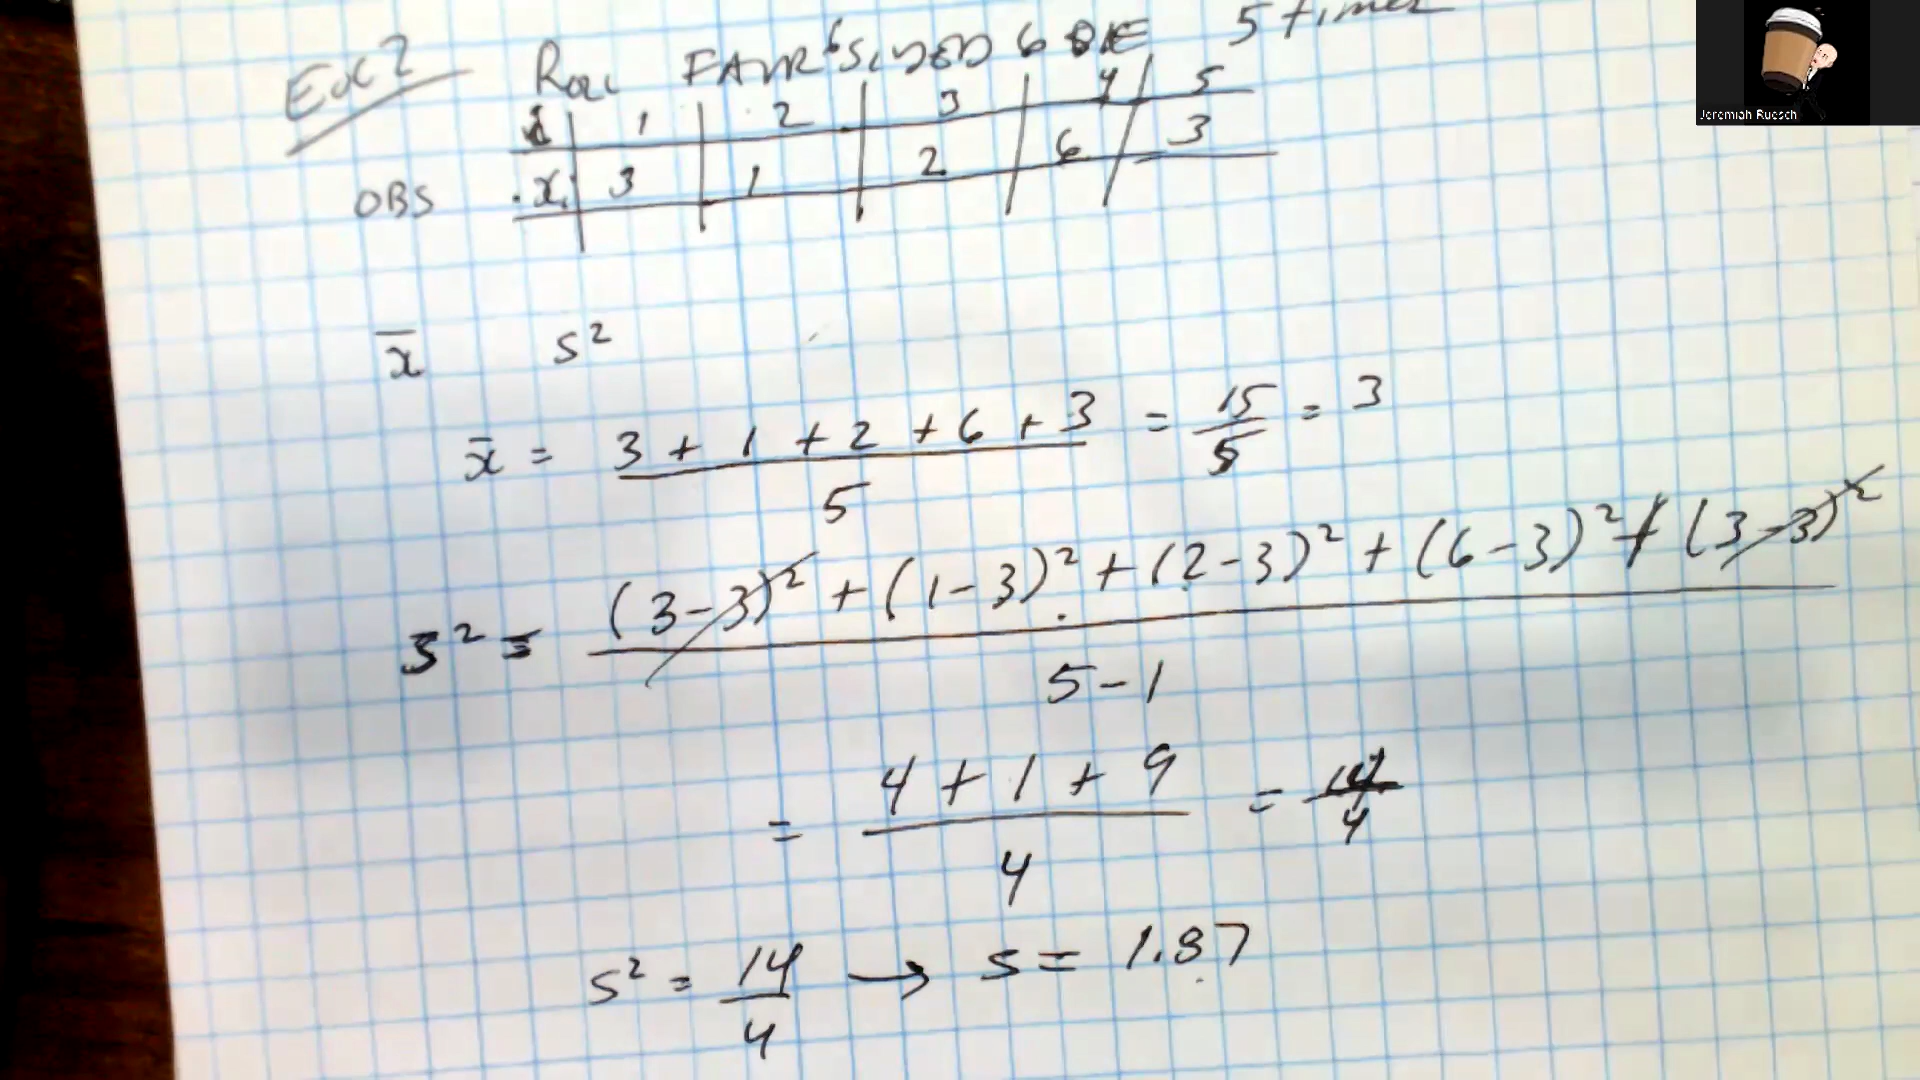 Ex 2 Roll FAIR 6 SIDED DIE 5 times
i 1 2 3 4 5
OBS xi 3 1 2 6 3
x̄ s²
x̄ = (3 + 1 + 2 + 6 + 3) / 5 = 15/5 = 3
s² = ((3-3)² + (1-3)² + (2-3)² + (6-3)² + (3-3)²) / (5-1)
= (4 + 1 + 9) / 4 = 14/4
s² = 14/4 → s = 1.87
Jeremiah Ruesch